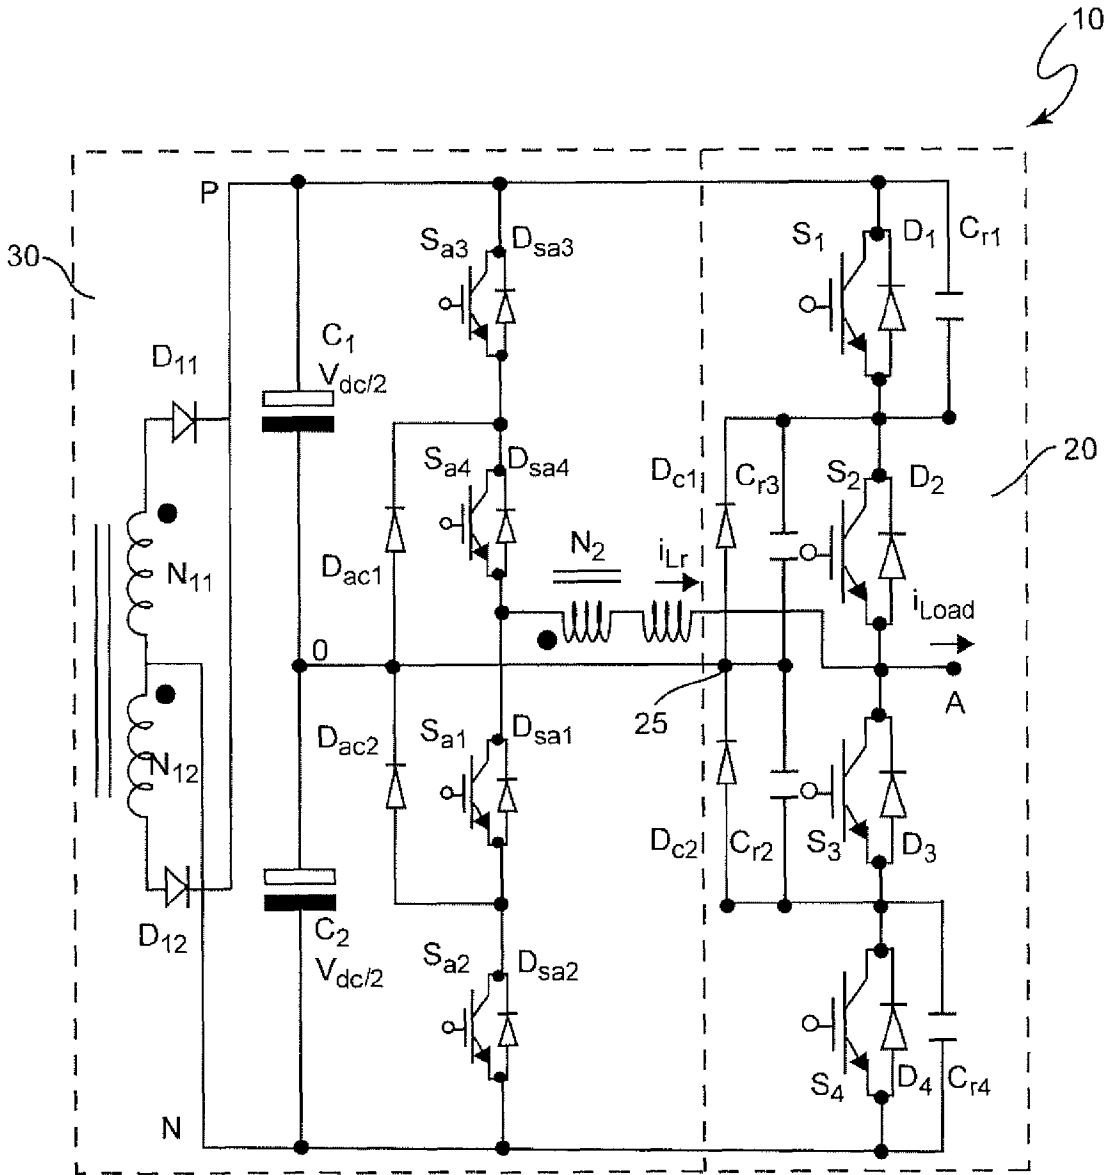 10
P
30
S_a3
D_sa3
S_1
D_1
C_r1
C_1
V_dc/2
D_11
S_a4
D_sa4
D_c1
C_r3
S_2
D_2
20
N_11
D_ac1
N_2
i_Lr
i_Load
0
25
A
N_12
D_ac2
S_a1
D_sa1
D_c2
C_r2
S_3
D_3
D_12
C_2
V_dc/2
S_a2
D_sa2
S_4
D_4
C_r4
N